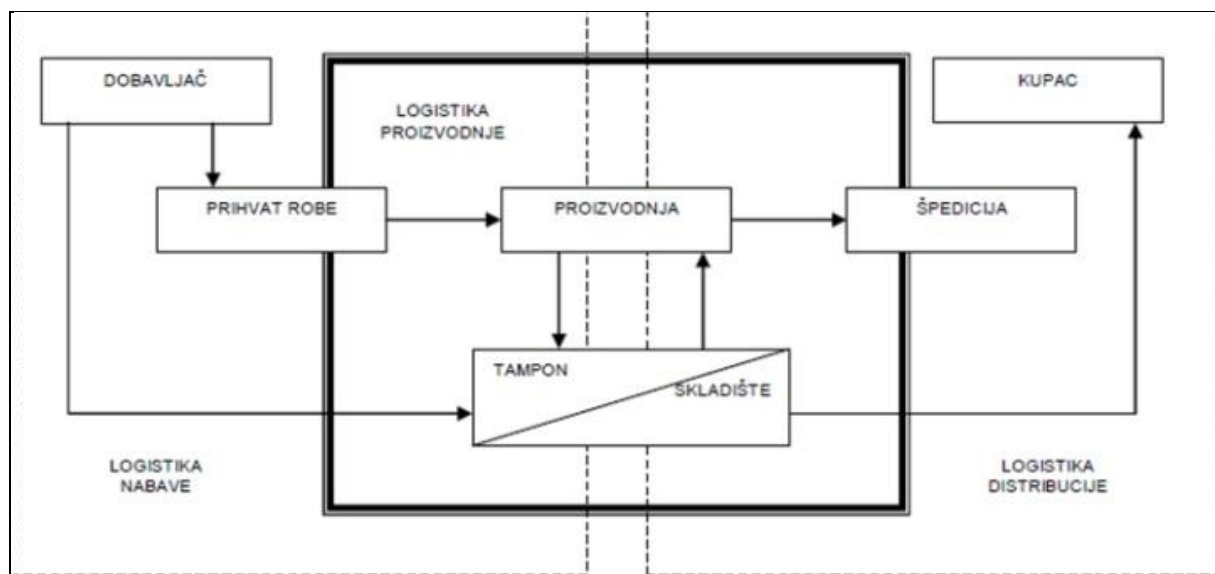 DOBAVLJAČ
KUPAC
LOGISTIKA
PROIZVODNJE
PRIHVAT ROBE
PROIZVODNJA
ŠPEDICIJA
TAMPON
SKLADIŠTE
LOGISTIKA
NABAVE
LOGISTIKA
DISTRIBUCIJE